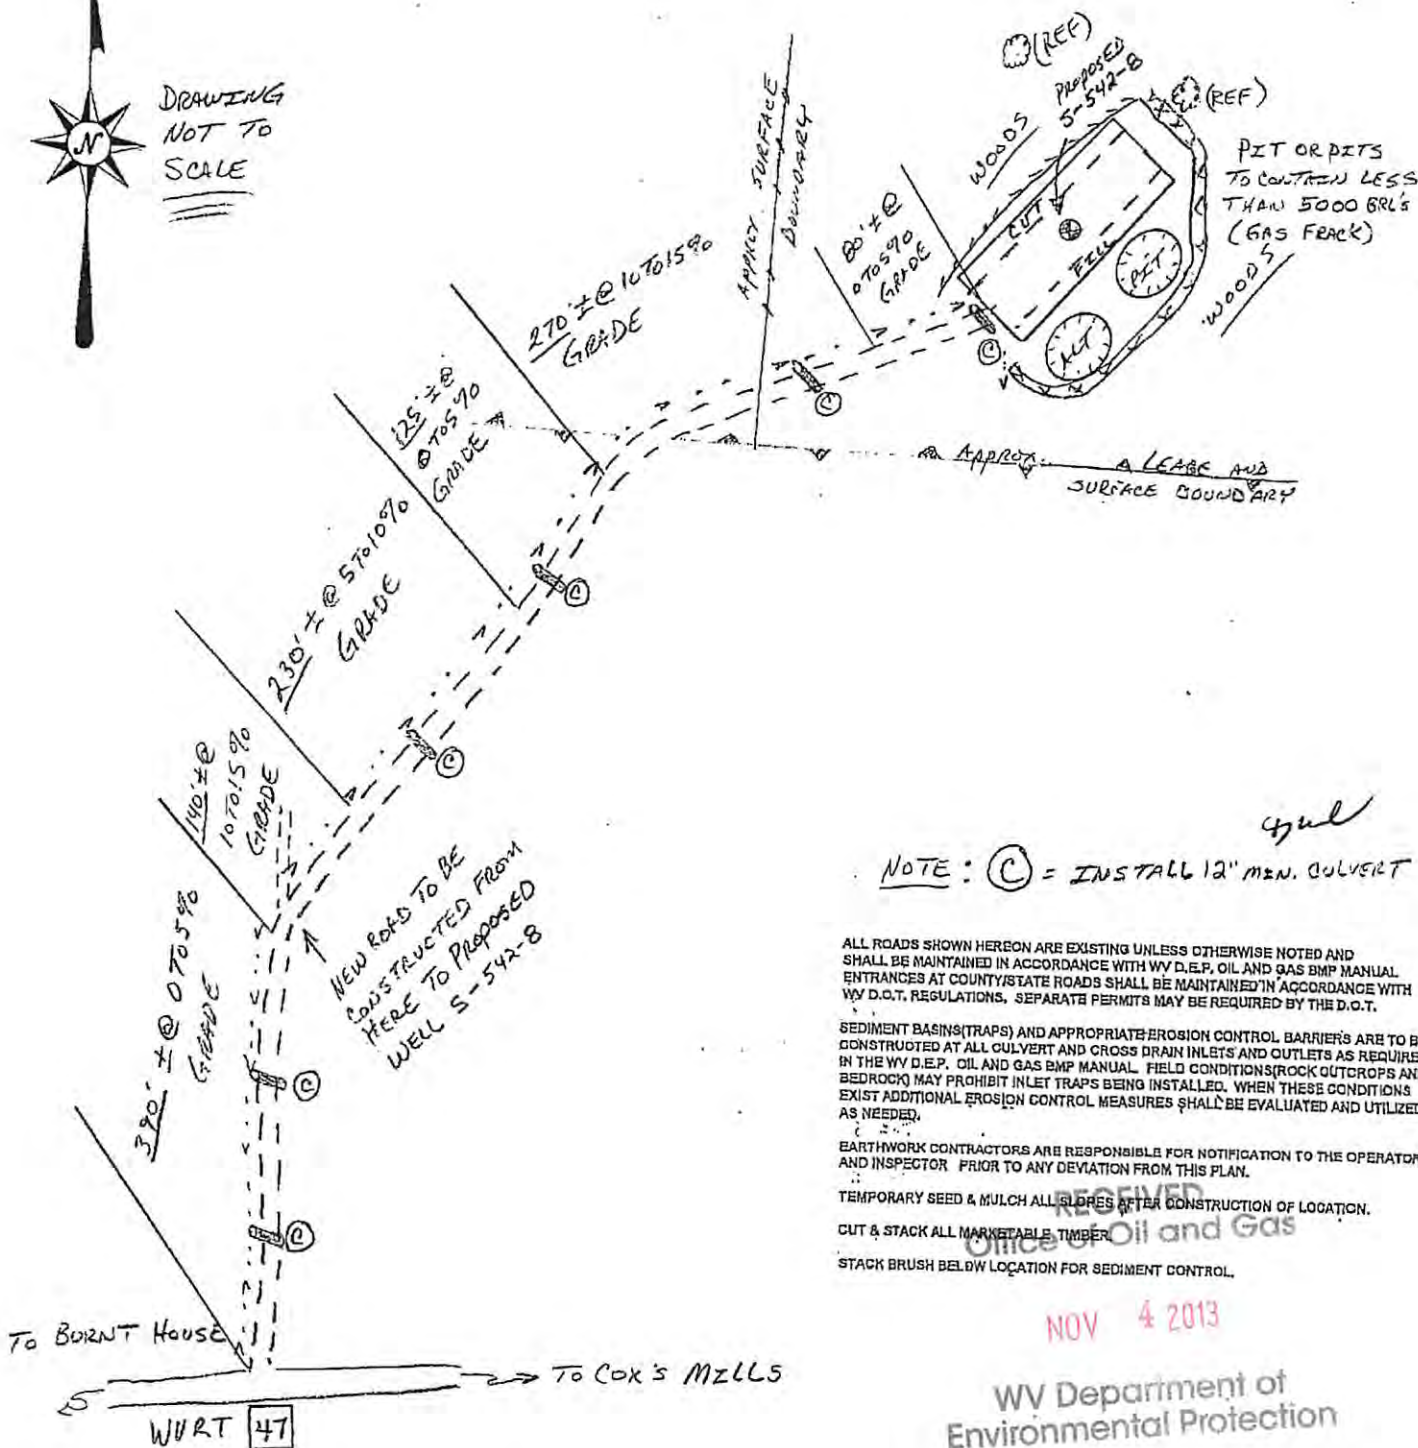 DRAWING
NOT TO
SCALE
N
(REF)
PROPOSED
S-542-8
(REF)
WOODS
PIT OR PITS
TO CONTAIN LESS
THAN 5000 BRL'S
(GAS FRACK)
WOODS
CUT
FILL
PIT
ALT
APPROX. SURFACE
BOUNDARY
80' ± @
0 TO 5%
GRADE
270' ± @ 10 TO 15%
GRADE
125' ± @
0 TO 5%
GRADE
C
C
APPROX. LEASE AND
SURFACE BOUNDARY
230' ± @ 5 TO 10%
GRADE
C
C
140' ± @
10 TO 15%
GRADE
NEW ROAD TO BE
CONSTRUCTED FROM
HERE TO PROPOSED
WELL S-542-8
390' ± @ 0 TO 5%
GRADE
C
C
NOTE: C = INSTALL 12" MIN. CULVERT
ALL ROADS SHOWN HEREON ARE EXISTING UNLESS OTHERWISE NOTED AND
SHALL BE MAINTAINED IN ACCORDANCE WITH WV D.E.P. OIL AND GAS BMP MANUAL
ENTRANCES AT COUNTY/STATE ROADS SHALL BE MAINTAINED IN ACCORDANCE WITH
WV D.O.T. REGULATIONS. SEPARATE PERMITS MAY BE REQUIRED BY THE D.O.T.
SEDIMENT BASINS(TRAPS) AND APPROPRIATE EROSION CONTROL BARRIERS ARE TO B
CONSTRUCTED AT ALL CULVERT AND CROSS DRAIN INLETS AND OUTLETS AS REQUIRE
IN THE WV D.E.P. OIL AND GAS BMP MANUAL. FIELD CONDITIONS(ROCK OUTCROPS AN
BEDROCK) MAY PROHIBIT INLET TRAPS BEING INSTALLED. WHEN THESE CONDITIONS
EXIST ADDITIONAL EROSION CONTROL MEASURES SHALL BE EVALUATED AND UTILIZED
AS NEEDED.
EARTHWORK CONTRACTORS ARE RESPONSIBLE FOR NOTIFICATION TO THE OPERATOR
AND INSPECTOR PRIOR TO ANY DEVIATION FROM THIS PLAN.
TEMPORARY SEED & MULCH ALL SLOPES AFTER CONSTRUCTION OF LOCATION.
CUT & STACK ALL MARKETABLE TIMBER.
STACK BRUSH BELOW LOCATION FOR SEDIMENT CONTROL.
RECEIVED
Office of Oil and Gas
NOV 4 2013
WV Department of
Environmental Protection
TO BURNT HOUSE
TO COX'S MILLS
WVRT 47